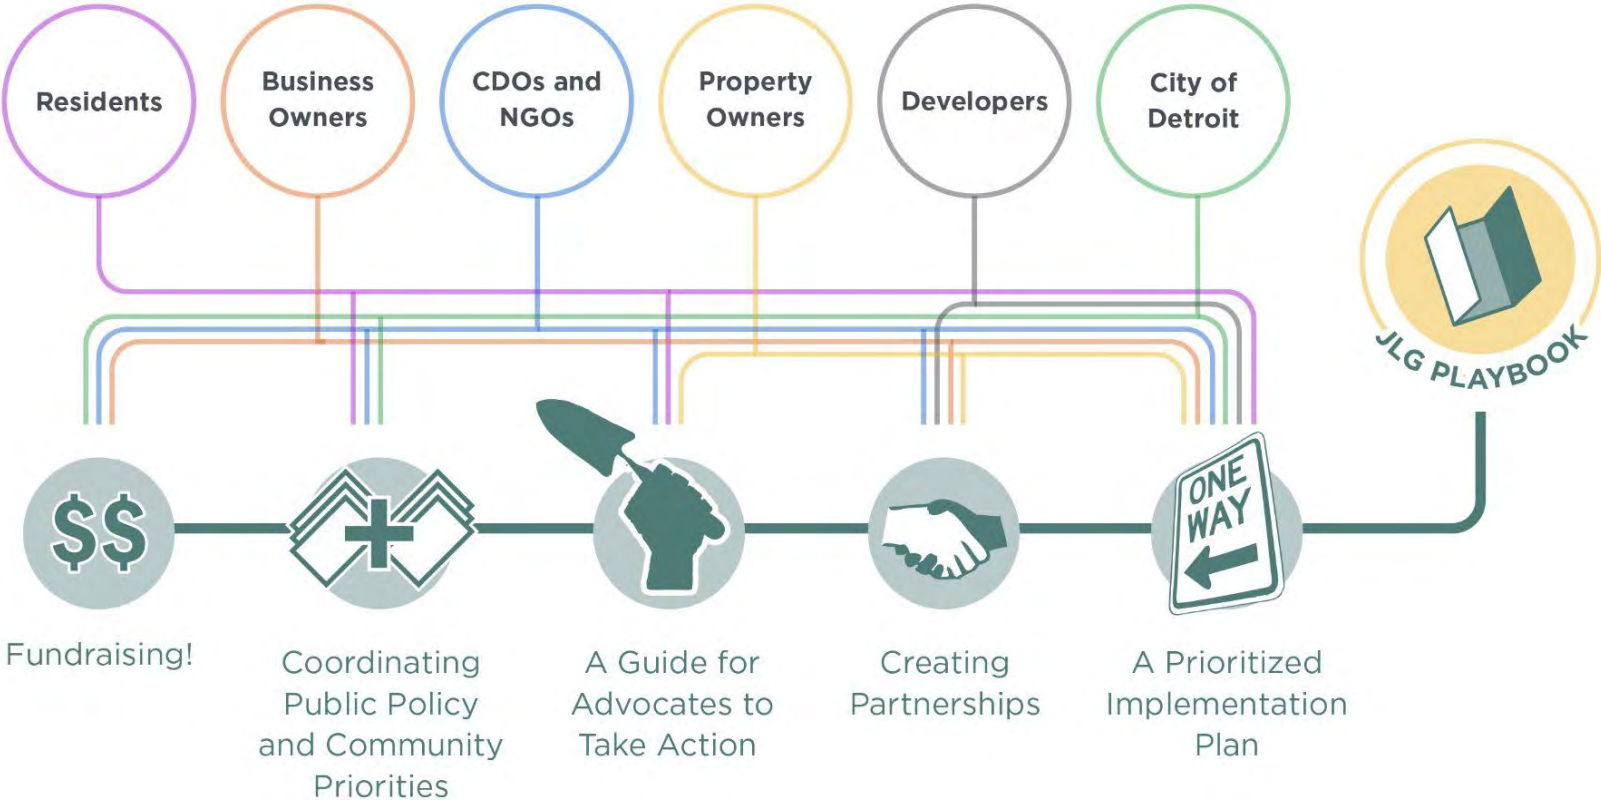 Residents
Business
Owners
CDOs and
NGOs
Property
Owners
Developers
City of
Detroit
JLG PLAYBOOK
$$
ONE
WAY
Fundraising!
Coordinating
Public Policy
and Community
Priorities
A Guide for
Advocates to
Take Action
Creating
Partnerships
A Prioritized
Implementation
Plan